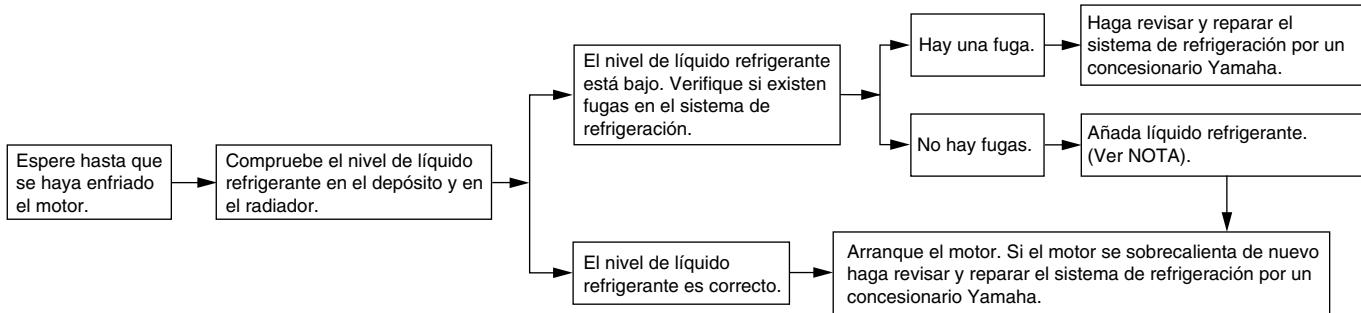 Espere hasta que
se haya enfriado
el motor.
Compruebe el nivel de líquido
refrigerante en el depósito y en
el radiador.
El nivel de líquido refrigerante
está bajo. Verifique si existen
fugas en el sistema de
refrigeración.
Hay una fuga.
Haga revisar y reparar el
sistema de refrigeración por un
concesionario Yamaha.
No hay fugas.
Añada líquido refrigerante.
(Ver NOTA).
El nivel de líquido
refrigerante es correcto.
Arranque el motor. Si el motor se sobrecalienta de nuevo
haga revisar y reparar el sistema de refrigeración por un
concesionario Yamaha.